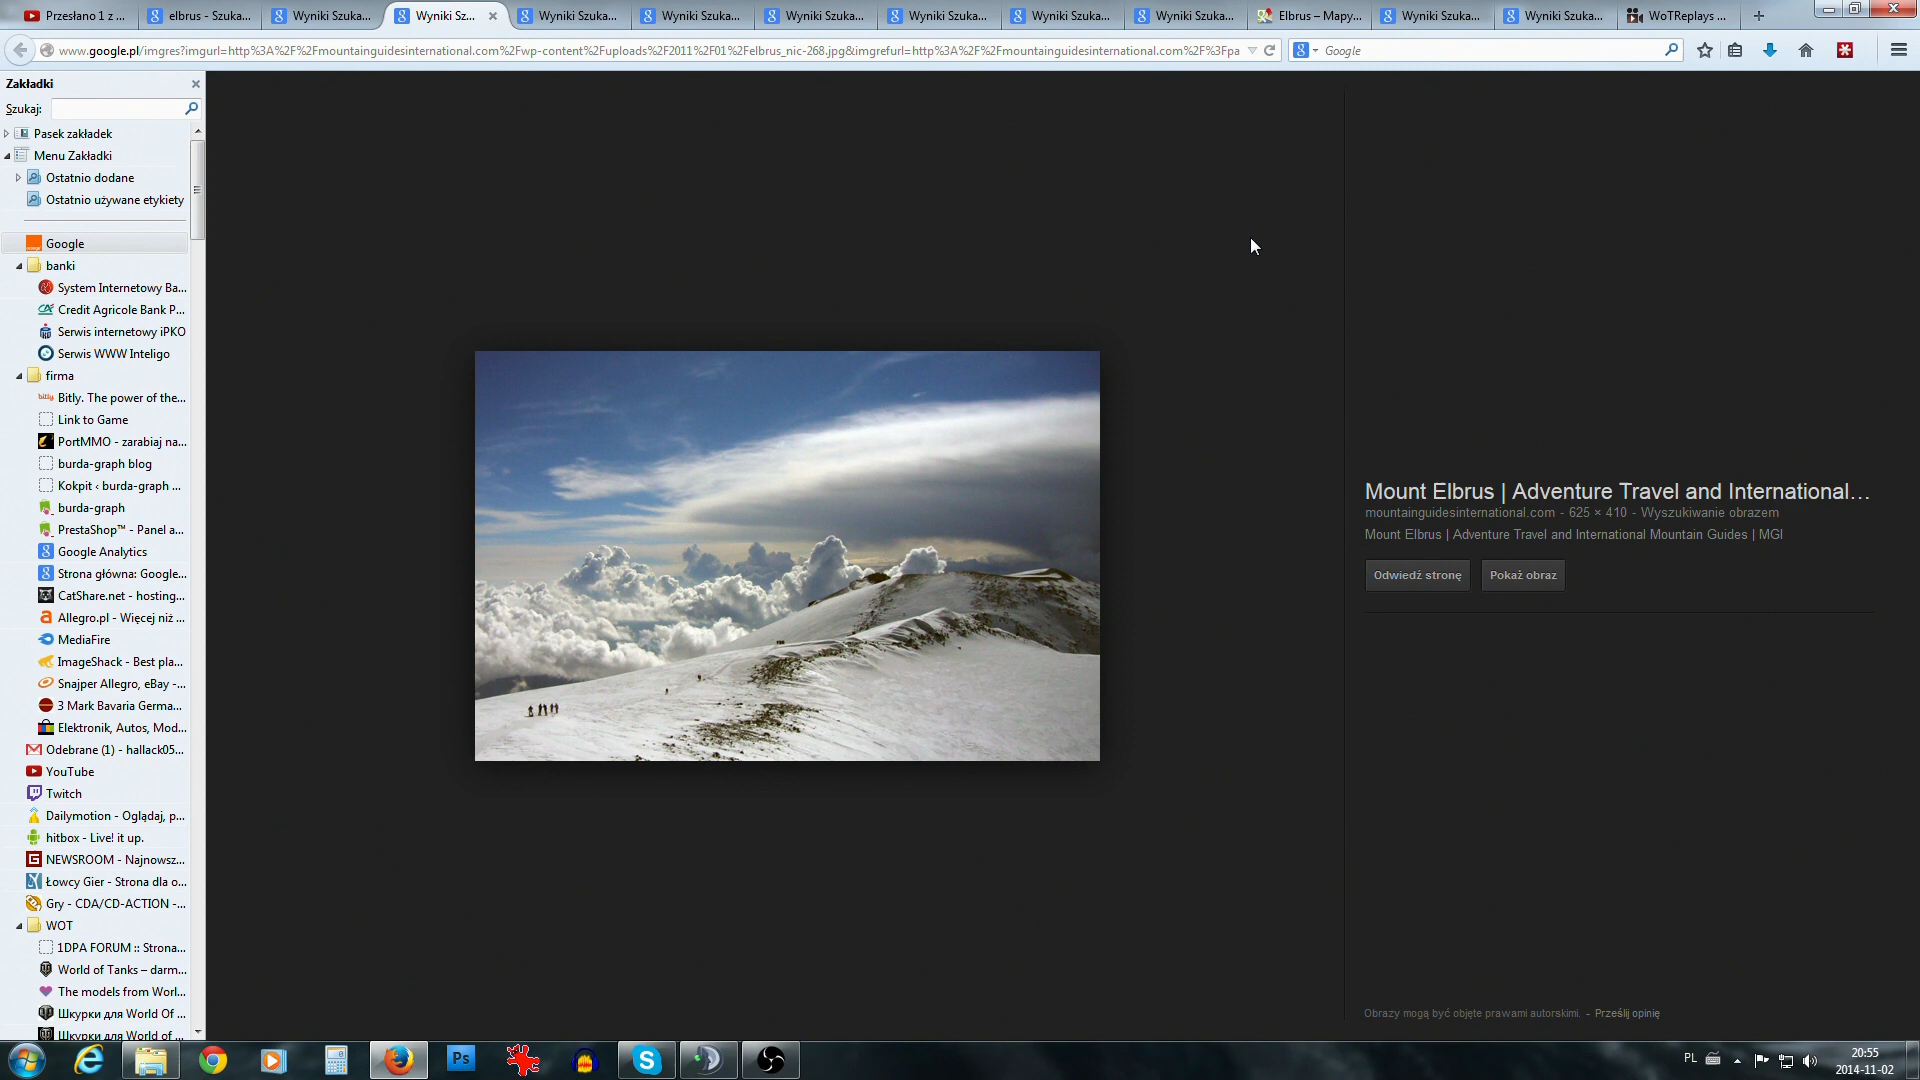 Przesłano 1 z ...
elbrus - Szuka...
Wyniki Szuka...
Wyniki Sz...
Wyniki Szuka...
Wyniki Szuka...
Wyniki Szuka...
Wyniki Szuka...
Wyniki Szuka...
Wyniki Szuka...
Elbrus – Mapy...
Wyniki Szuka...
Wyniki Szuka...
WoTReplays ...
www.google.pl/imgres?imgurl=http%3A%2F%2Fmountainguidesinternational.com%2Fwp-content%2Fuploads%2F2011%2F01%2Felbrus_nic-268.jpg&imgrefurl=http%3A%2F%2Fmountainguidesinternational.com%2F%3Fpa
Google
Zakładki
Szukaj:
Pasek zakładek
Menu Zakładki
Ostatnio dodane
Ostatnio używane etykiety
Google
banki
System Internetowy Ba...
Credit Agricole Bank P...
Serwis internetowy iPKO
Serwis WWW Inteligo
firma
bitly Bitly. The power of the...
Link to Game
PortMMO - zarabiaj na...
burda-graph blog
Kokpit ‹ burda-graph ...
burda-graph
PrestaShop™ - Panel a...
Google Analytics
Strona główna: Google...
CatShare.net - hosting...
Allegro.pl - Więcej niż ...
MediaFire
ImageShack - Best pla...
Snajper Allegro, eBay -...
3 Mark Bavaria Germa...
Elektronik, Autos, Mod...
Odebrane (1) - hallack05...
YouTube
Twitch
Dailymotion - Oglądaj, p...
hitbox - Live! it up.
NEWSROOM - Najnowsz...
Łowcy Gier - Strona dla o...
Gry - CDA/CD-ACTION -...
WOT
1DPA FORUM :: Strona...
World of Tanks – darm...
The models from Worl...
Шкурки для World Of ...
Шкурки для World of ...
Mount Elbrus | Adventure Travel and International...
mountainguidesinternational.com - 625 × 410 - Wyszukiwanie obrazem
Mount Elbrus | Adventure Travel and International Mountain Guides | MGI
Odwiedź stronę
Pokaż obraz
Obrazy mogą być objęte prawami autorskimi. - Prześlij opinię
Ps
PL
20:55
2014-11-02